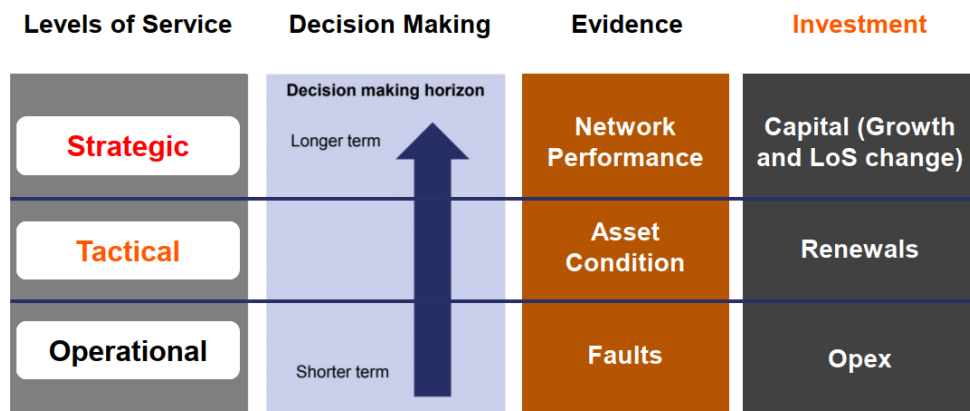 Levels of Service
Decision Making
Evidence
Investment
Decision making horizon
Strategic
Longer term
Network
Performance
Capital (Growth
and LoS change)
Tactical
Asset
Condition
Renewals
Operational
Shorter term
Faults
Opex